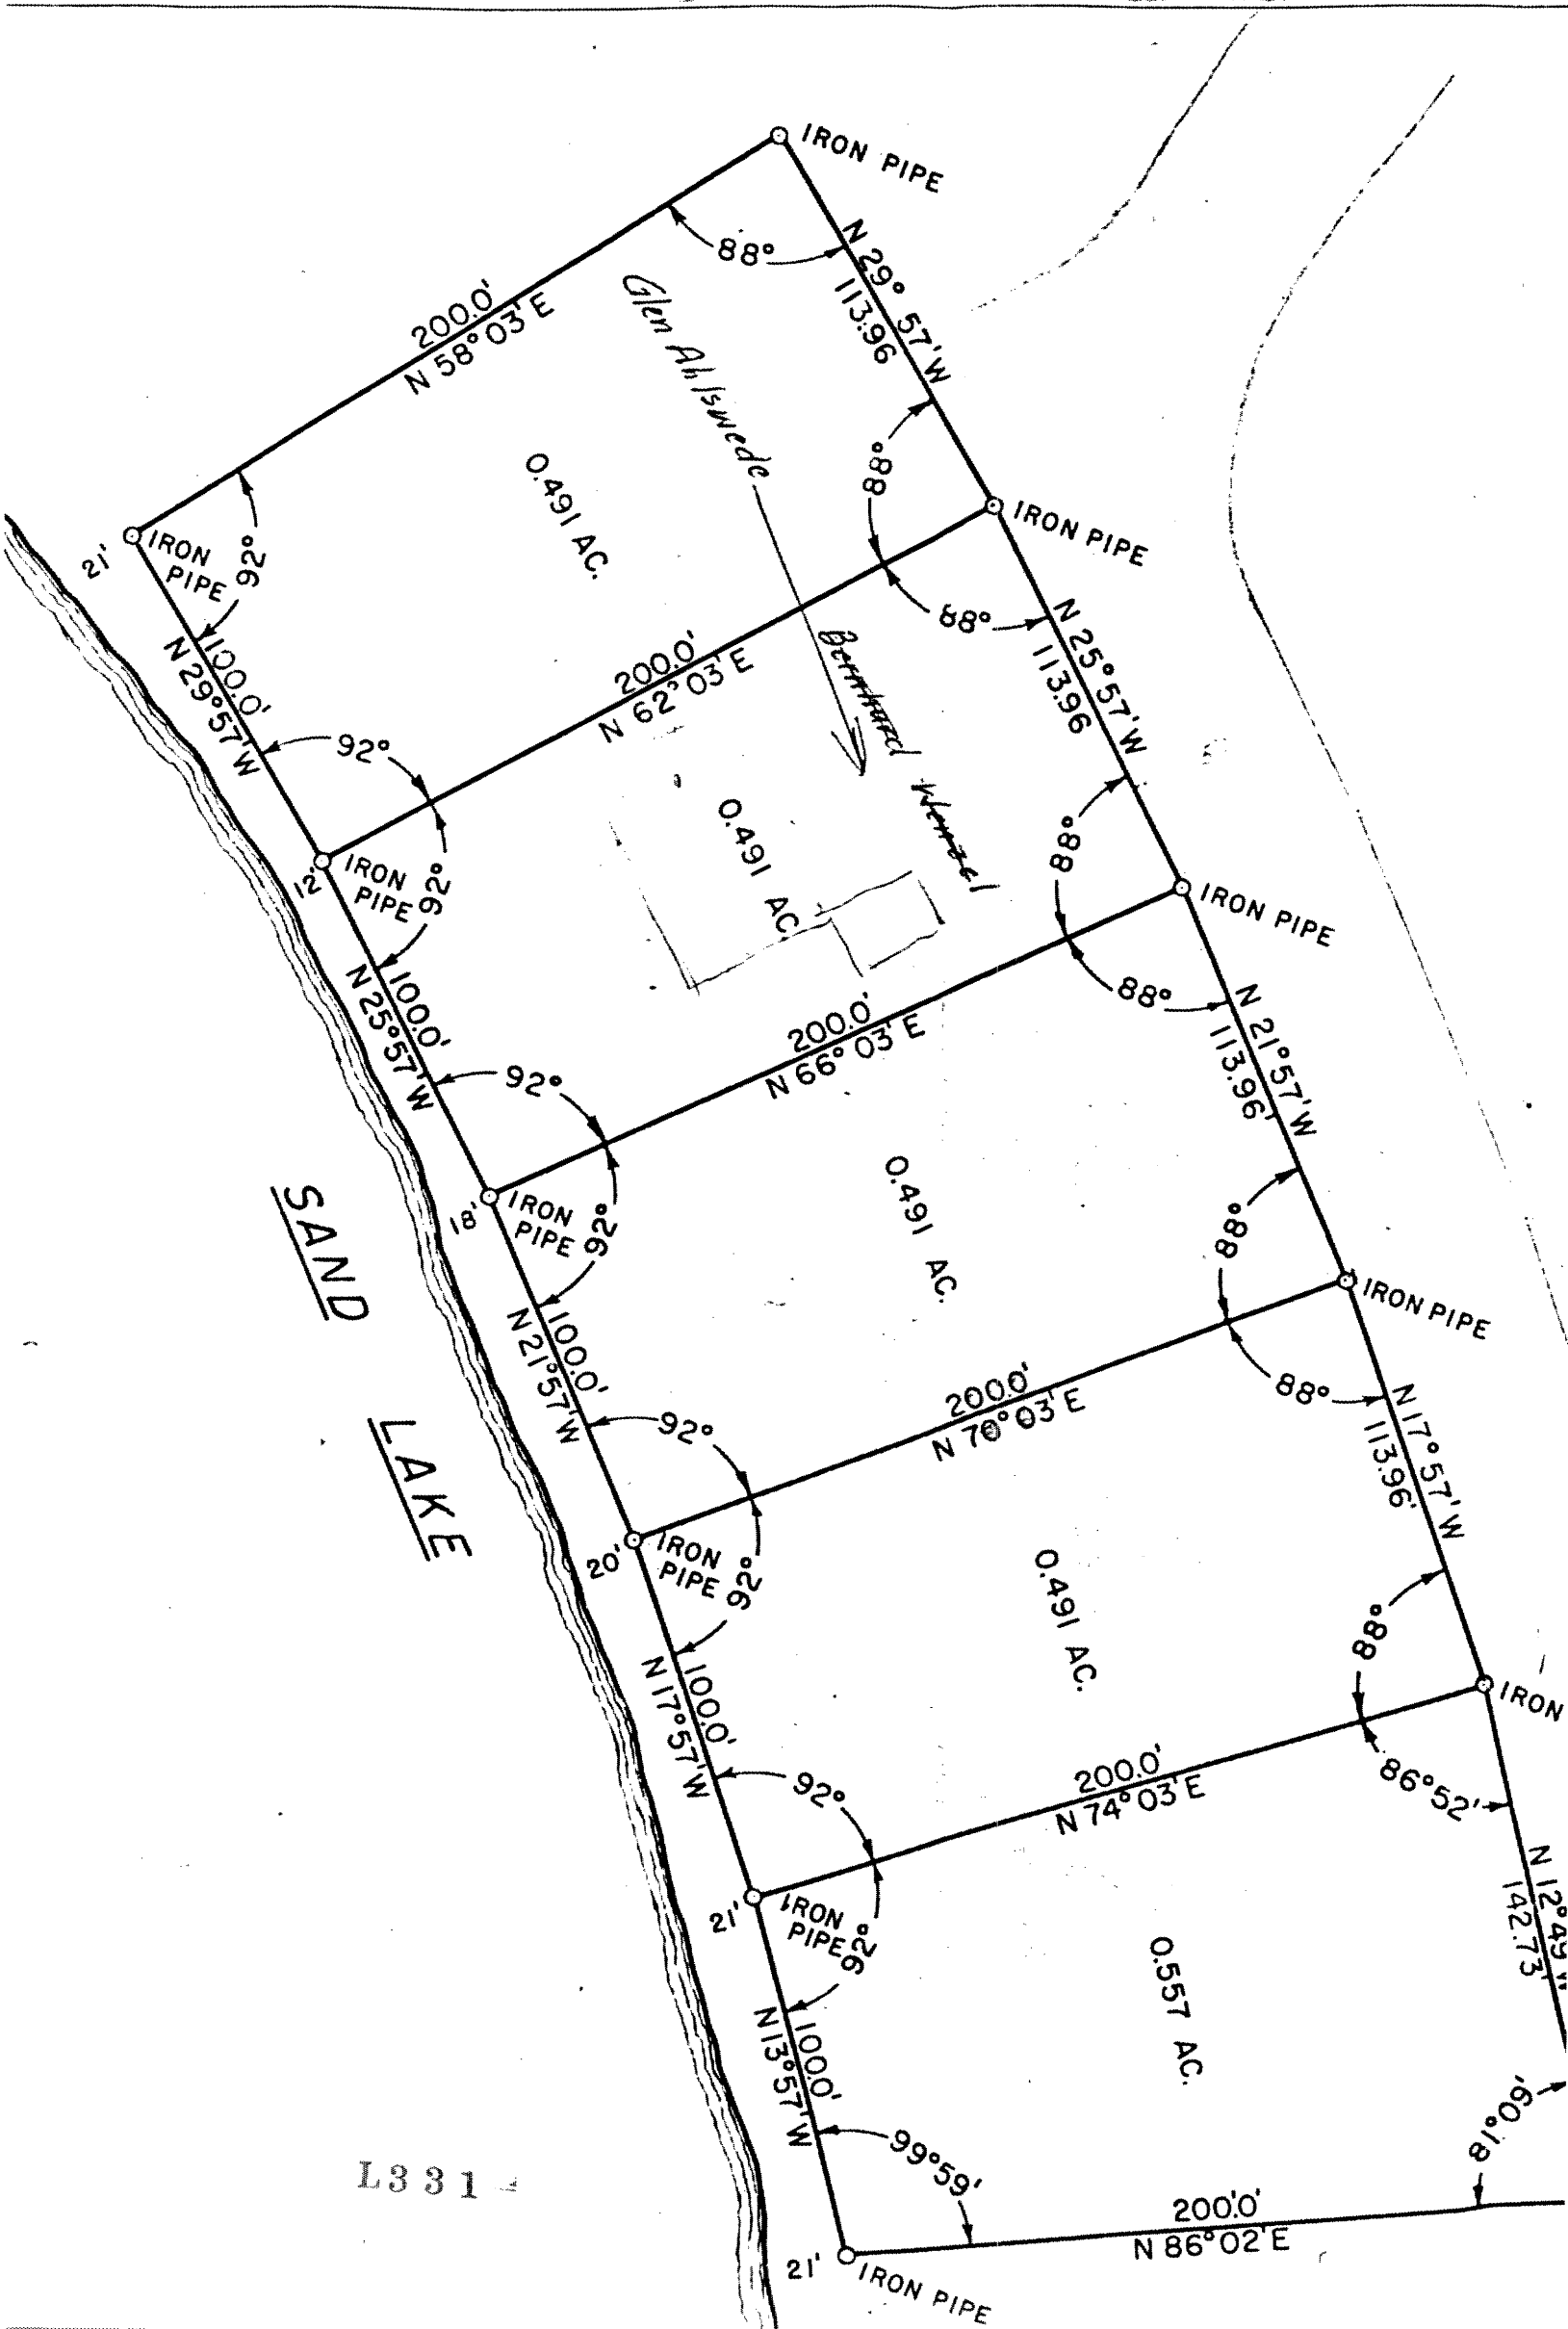 IRON PIPE
N 29° 57' W
113.96
88°
200.0'
N 58° 03' E
Glen Ahlswede
0.491 AC.
88°
IRON PIPE
21'
IRON
PIPE
92°
100.0'
N 29° 57' W
92°
88°
N 25° 57' W
113.96
200.0'
N 62° 03' E
Bernhard Wenzel
0.491 AC.
88°
IRON PIPE
12'
IRON
PIPE
92°
100.0'
N 25° 57' W
92°
88°
N 21° 57' W
113.96'
200.0'
N 66° 03' E
0.491 AC.
88°
IRON PIPE
18'
IRON
PIPE
92°
100.0'
N 21° 57' W
92°
SAND
LAKE
88°
N 17° 57' W
113.96'
200.0'
N 70° 03' E
0.491 AC.
88°
IRON
20'
IRON
PIPE
92°
100.0'
N 17° 57' W
92°
86° 52'
N 12° 49' W
142.73'
200.0'
N 74° 03' E
0.557 AC.
21'
IRON
PIPE
92°
100.0'
N 13° 57' W
99° 59'
81° 09'
200.0'
N 86° 02' E
21'
IRON PIPE
L331